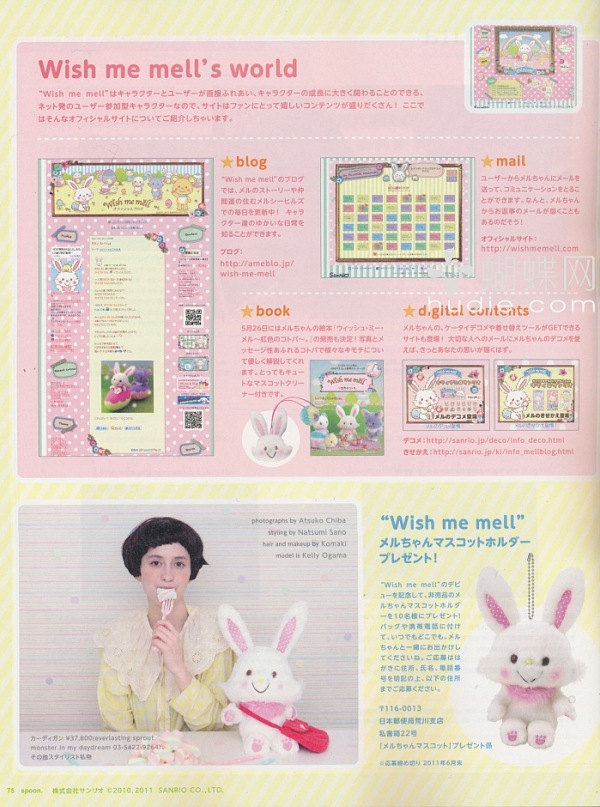 Wish me mell's world
"Wish me mell"はキャラクターとユーザーが直接ふれあい、キャラクターの成長に大きく関わることのできる、
ネット発のユーザー参加型キャラクターなので、サイトはファンにとって嬉しいコンテンツが盛りだくさん！ ここで
はそんなオフィシャルサイトについてご紹介しちゃいます。
★blog
"Wish me mell"のブログ
では、メルのストーリーや仲
間達の住むメルシーヒルズ
での毎日を更新中！ キャラ
クター達のゆかいな日常を
知ることができます。
ブログ：
http://ameblo.jp/
wish-me-mell
★mail
ユーザーからメルちゃんにメールを
送って、コミュニケーションをとるこ
とができます。なんと、メルちゃん
からお返事のメールが届くことも
あるのだそう！
オフィシャルサイト：
http://wishmemell.com
Wish me mell
SANRIO
★book
5月26日にはメルちゃんの絵本「ウィッシュ・ミー・
メル〜虹色のコトバ〜」の発売も決定！写真とメ
ッセージ性あふれるコトバで様々なキモチについ
て優しく解説してくれ
ます。とってもキュー
トなマスコットクリー
ナー付きです。
Wish me mell
★digital contents
メルちゃんの、ケータイデコメや着せ替えツールがGETできる
サイトも登場！ 大切な人へのメールにメルちゃんのデコメを使
えば、きっとあなたの思いが届くはず。
メルのデコメ登場
メルのきせかえ登場
デコメ：http://sanrio.jp/deco/info_deco.html
きせかえ：http://sanrio.jp/ki/info_mellblog.html
hudie.com
photographs by Atsuko Chiba
styling by Natsumi Sano
hair and makeup by Komaki
model is Kelly Ogama
カーディガン ¥37,800(everlasting sprout.
monster in my daydream 03-5422-9264)、
その他スタイリスト私物
"Wish me mell"
メルちゃんマスコットホルダー
プレゼント！
"Wish me mell"のデビ
ューを記念して、非売品のメ
ルちゃんマスコットホルダー
を10名様にプレゼント！
バッグや携帯電話に付け
て、いつでもどこでも、メル
ちゃんと一緒にお出かけし
てくださいね。ご応募はは
がきに住所、氏名、電話番
号を明記の上、以下の住所
までご応募ください。
〒116-0013
日本郵便局荒川支店
私書箱22号
「メルちゃんマスコット」プレゼント係
※応募締め切り 2011年6月末
78 spoon. 株式会社サンリオ ©2010,2011 SANRIO CO.,LTD.